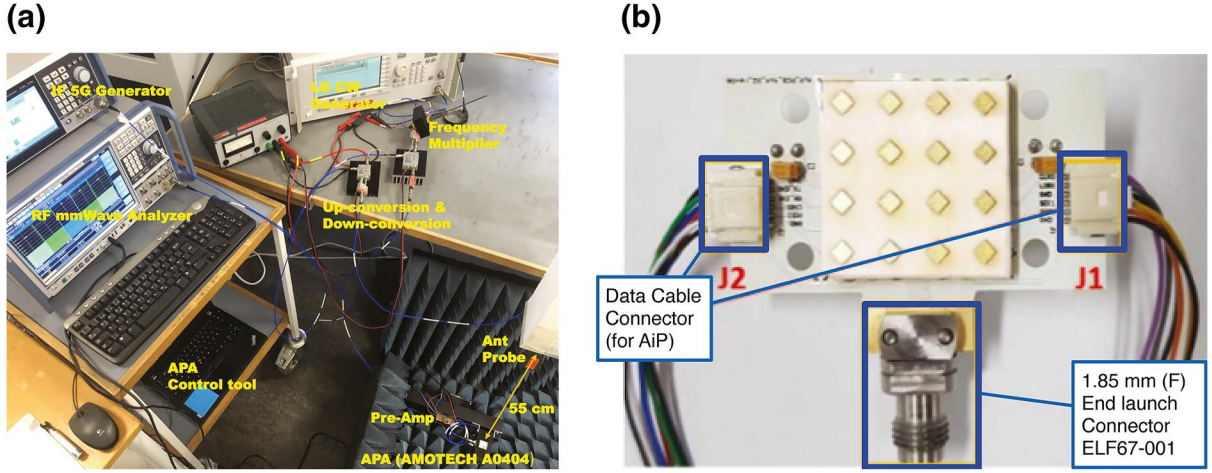 (a)
(b)
IF 5G Generator
LO CW
Generator
Frequency
Multiplier
RF mmWave Analyzer
Up-conversion &
Down-conversion
Ant
Probe
APA
Control tool
55 cm
Pre-Amp
APA (AMOTECH A0404)
J2
J1
Data Cable
Connector
(for AiP)
1.85 mm (F)
End launch
Connector
ELF67-001